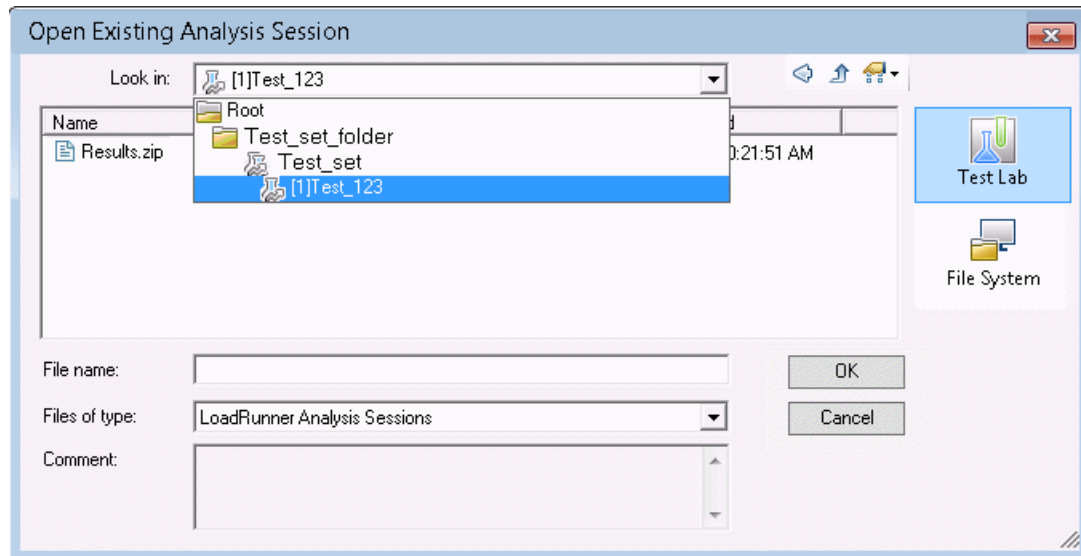 Open Existing Analysis Session
Look in:
[1]Test_123
Root
Test_set_folder
Test_set
[1]Test_123
Name
Results.zip
0:21:51 AM
Test Lab
File System
File name:
OK
Files of type:
LoadRunner Analysis Sessions
Cancel
Comment: